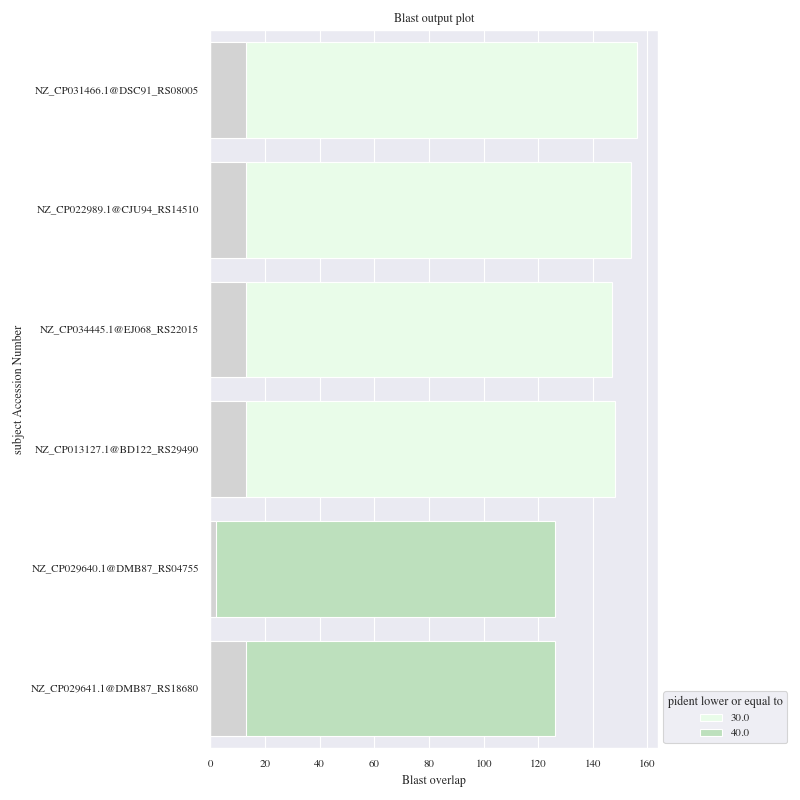 Blast output plot
NZ_CP031466.1@DSC91_RS08005
NZ_CP022989.1@CJU94_RS14510
NZ_CP034445.1@EJ068_RS22015
NZ_CP013127.1@BD122_RS29490
NZ_CP029640.1@DMB87_RS04755
NZ_CP029641.1@DMB87_RS18680
subject Accession Number
0 20 40 60 80 100 120 140 160
Blast overlap
pident lower or equal to
30.0
40.0